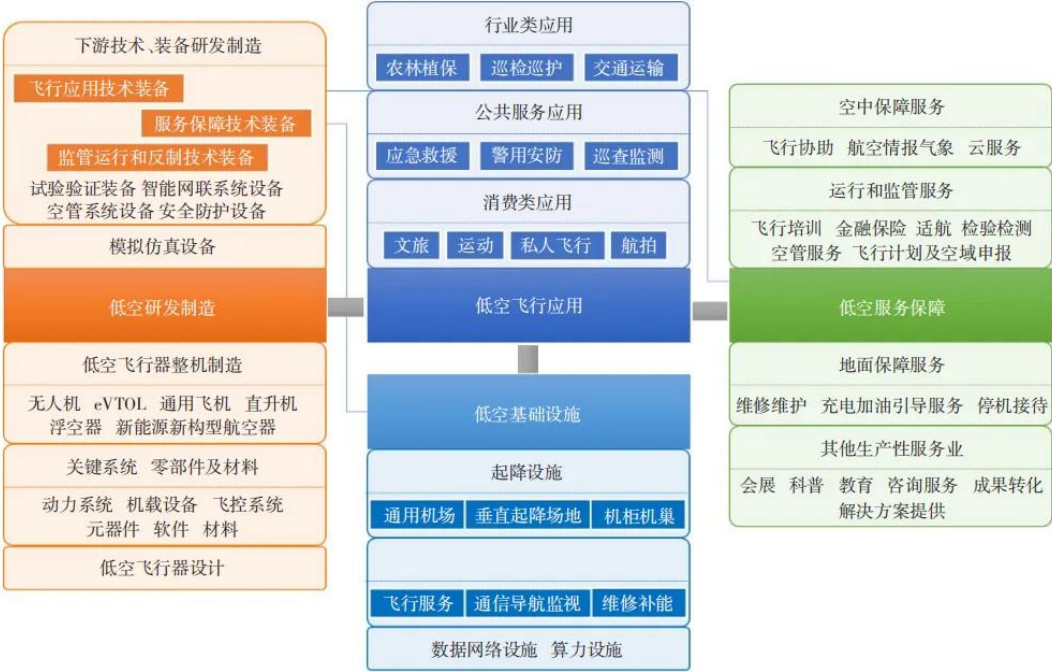 下游技术、装备研发制造
飞行应用技术装备
服务保障技术装备
监管运行和反制技术装备
试验验证装备 智能网联系统设备
空管系统设备 安全防护设备
模拟仿真设备
低空研发制造
低空飞行器整机制造
无人机 eVTOL 通用飞机 直升机
浮空器 新能源新构型航空器
关键系统 零部件及材料
动力系统 机载设备 飞控系统
元器件 软件 材料
低空飞行器设计
行业类应用
农林植保 巡检巡护 交通运输
公共服务应用
应急救援 警用安防 巡查监测
消费类应用
文旅 运动 私人飞行 航拍
低空飞行应用
低空基础设施
起降设施
通用机场 垂直起降场地 机柜机巢
飞行服务 通信导航监视 维修补能
数据网络设施 算力设施
空中保障服务
飞行协助 航空情报气象 云服务
运行和监管服务
飞行培训 金融保险 适航 检验检测
空管服务 飞行计划及空域申报
低空服务保障
地面保障服务
维修维护 充电加油引导服务 停机接待
其他生产性服务业
会展 科普 教育 咨询服务 成果转化
解决方案提供